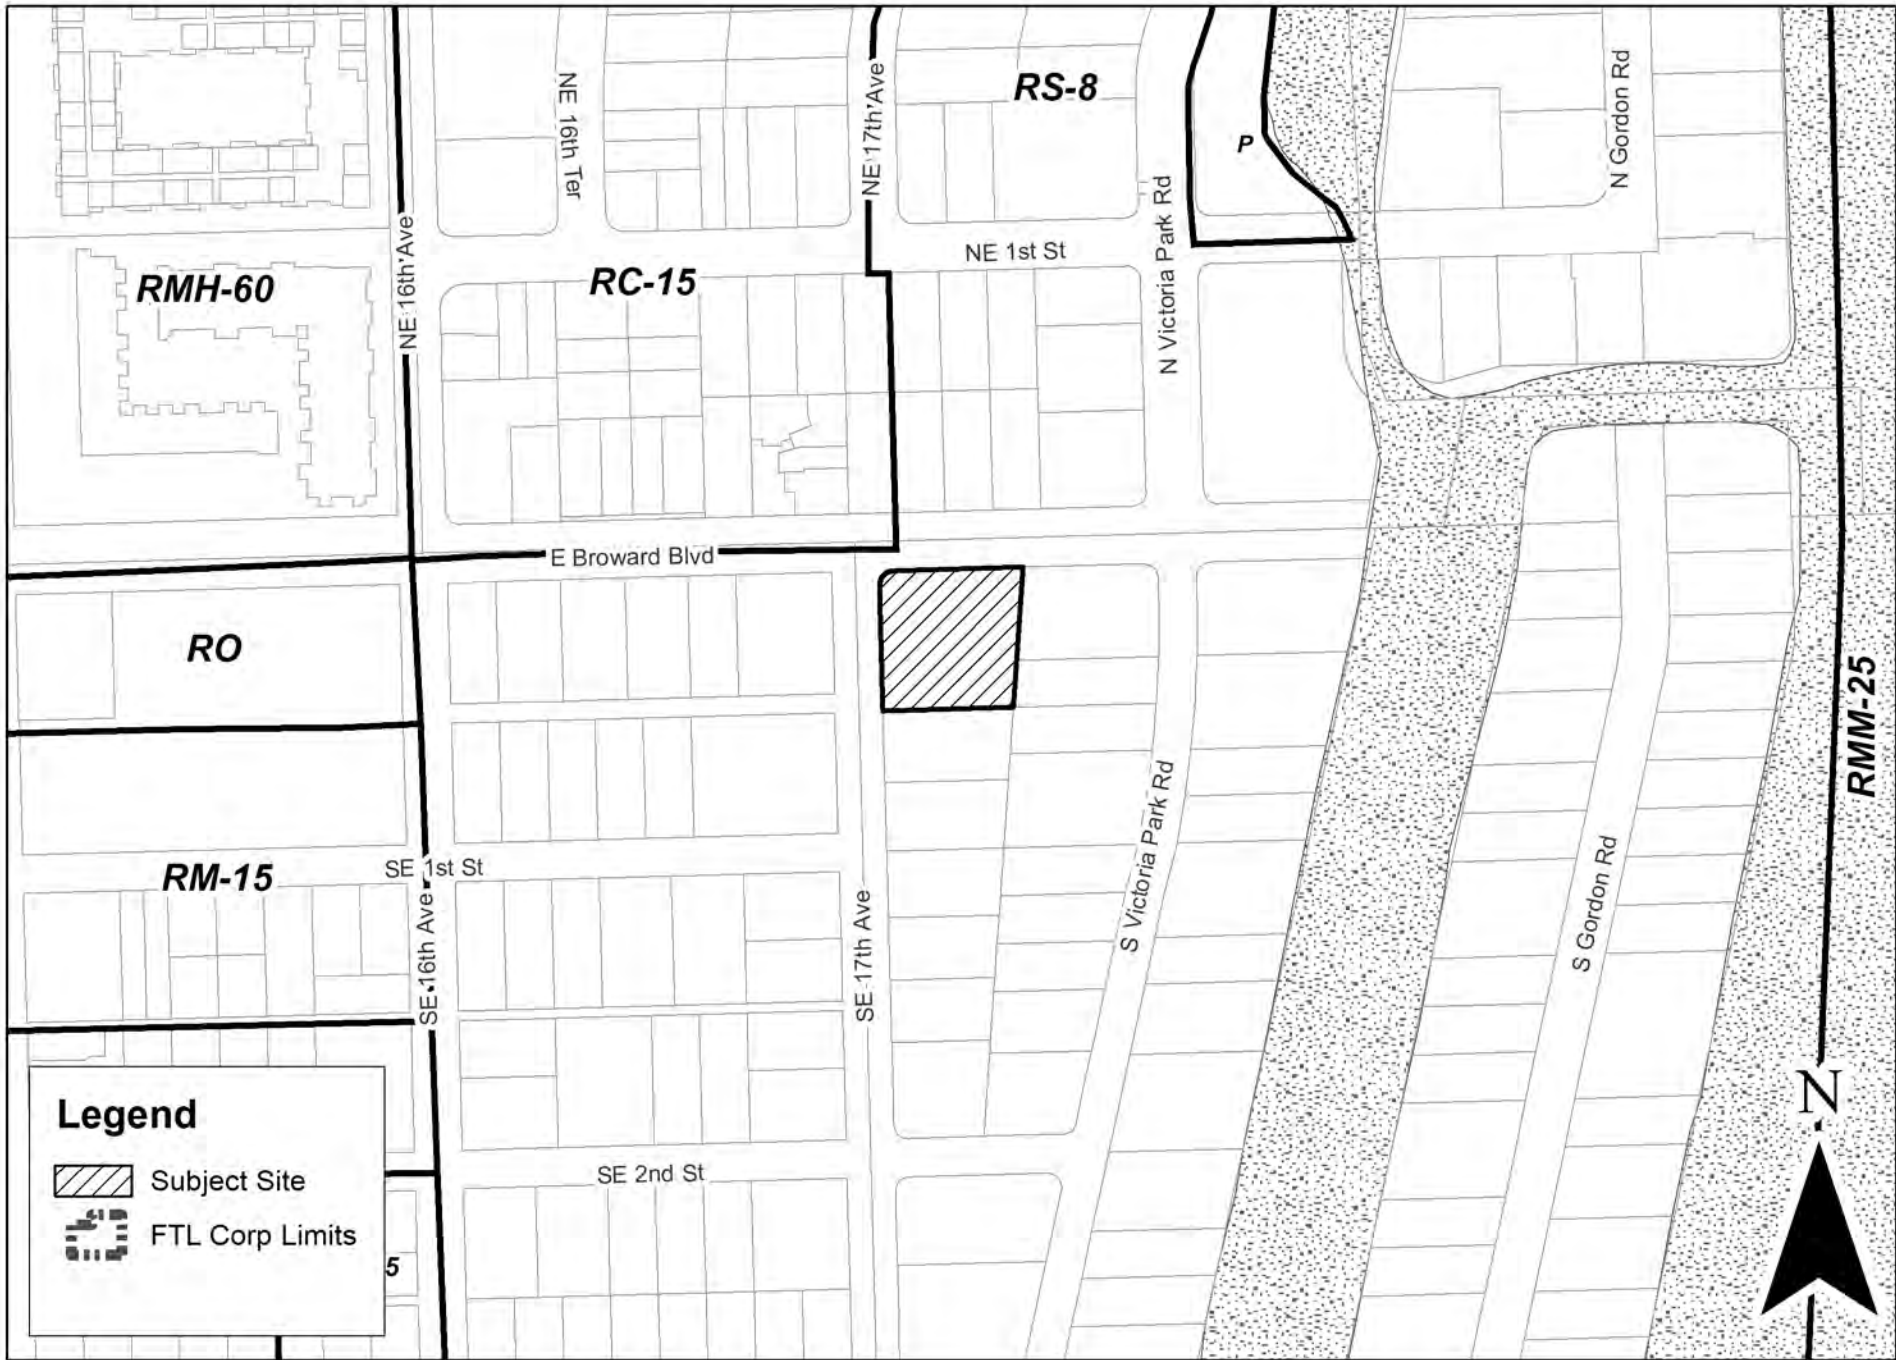 NE 16th Ter
NE 17th Ave
RS-8
P
N Gordon Rd
NE 16th Ave
N Victoria Park Rd
NE 1st St
RMH-60
RC-15
E Broward Blvd
RO
RMM-25
S Victoria Park Rd
RM-15
SE 1st St
SE 16th Ave
SE 17th Ave
S Gordon Rd
N
Legend
SE 2nd St
Subject Site
FTL Corp Limits
5